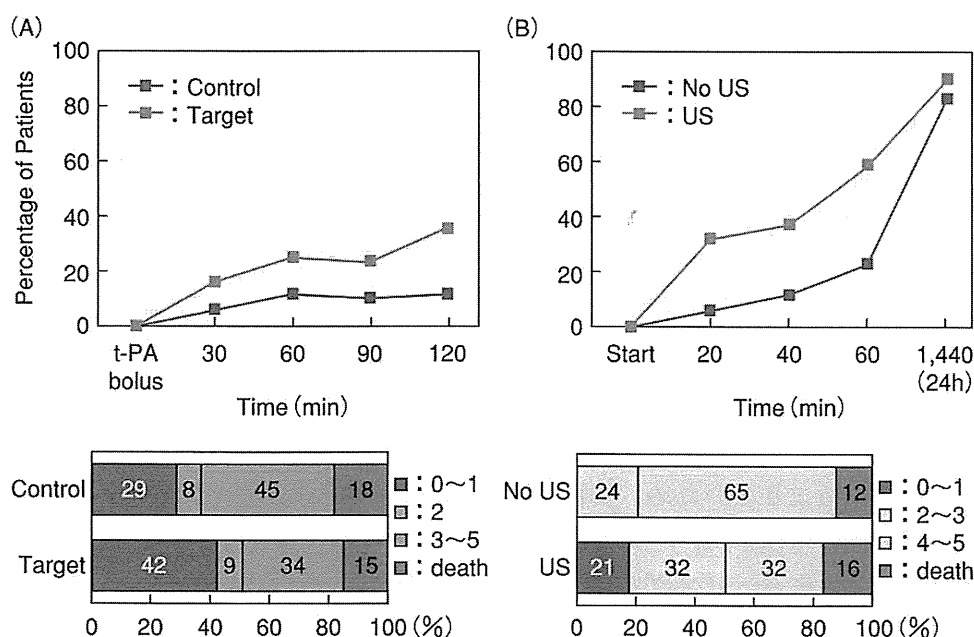 (A)
Percentage of Patients
100
80
60
40
20
0
: Control
: Target
t-PA
bolus
30
60
90
120
Time (min)
(B)
100
80
60
40
20
0
: No US
: US
Start
20
40
60
1,440
(24h)
Time (min)
Control
29
8
45
18
Target
42
9
34
15
: 0~1
: 2
: 3~5
: death
0
20
40
60
80
100 (%)
No US
24
65
12
US
21
32
32
16
: 0~1
: 2~3
: 4~5
: death
0
20
40
60
80
100 (%)